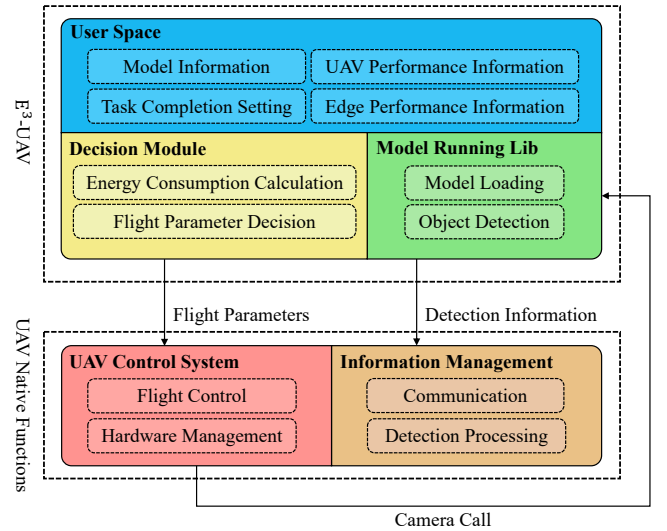 E³-UAV
User Space
Model Information
UAV Performance Information
Task Completion Setting
Edge Performance Information
Decision Module
Energy Consumption Calculation
Flight Parameter Decision
Model Running Lib
Model Loading
Object Detection
Flight Parameters
Detection Information
UAV Native Functions
UAV Control System
Flight Control
Hardware Management
Information Management
Communication
Detection Processing
Camera Call